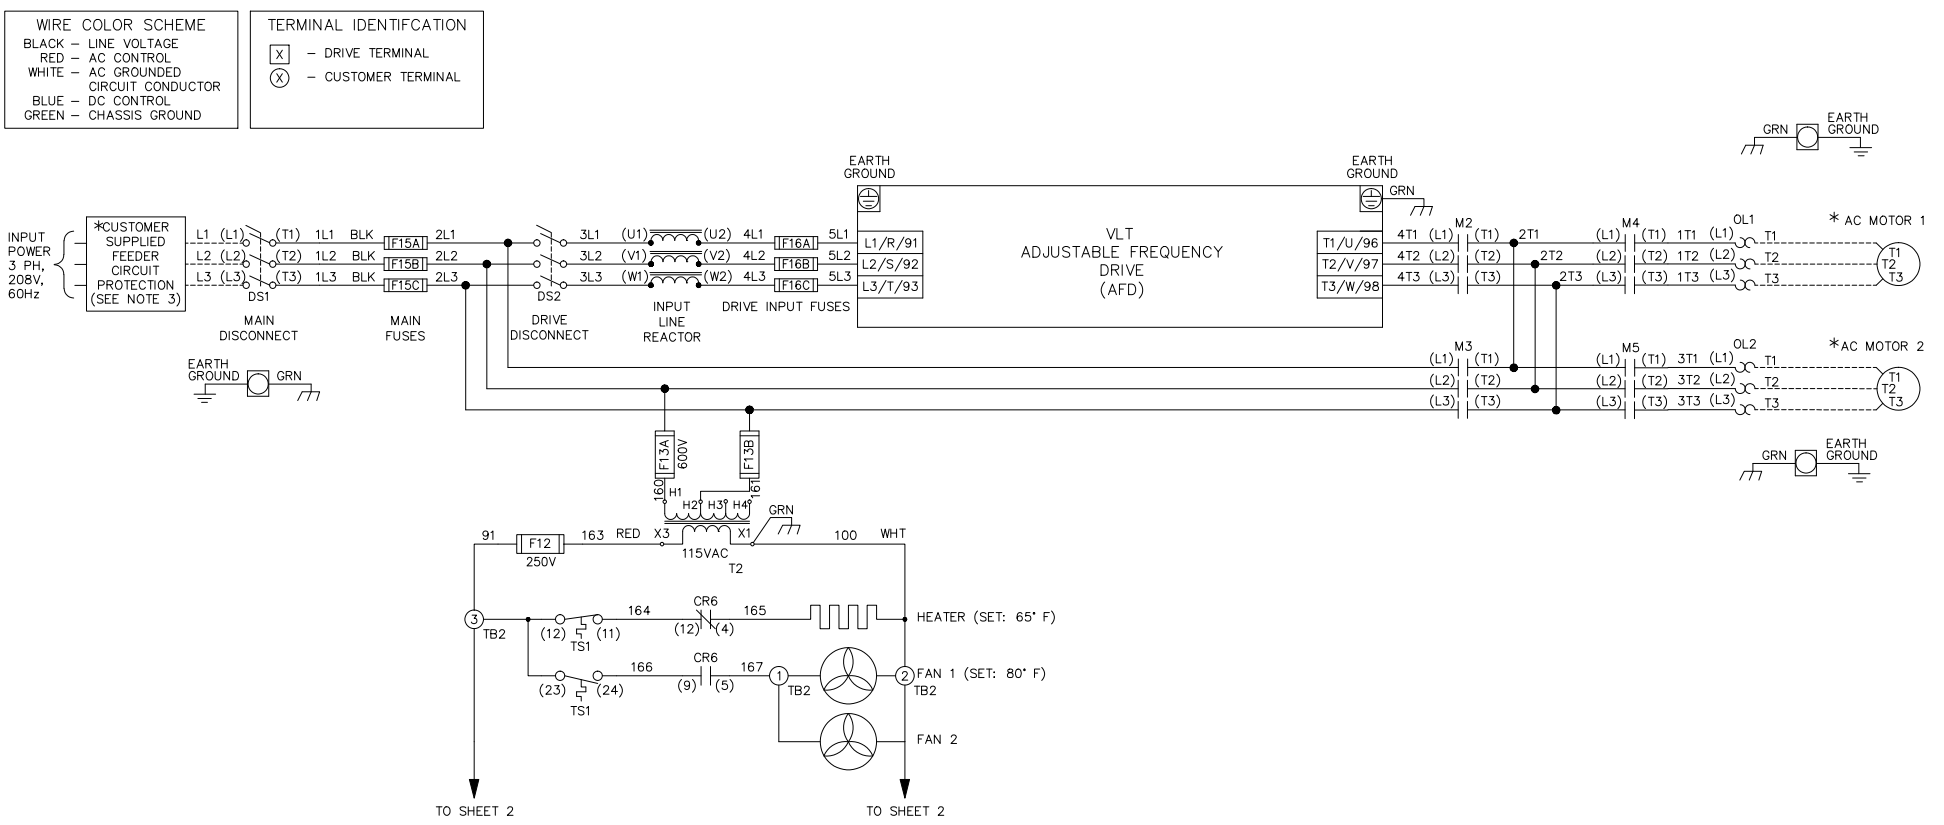 WIRE COLOR SCHEME
BLACK – LINE VOLTAGE
RED – AC CONTROL
WHITE – AC GROUNDED
CIRCUIT CONDUCTOR
BLUE – DC CONTROL
GREEN – CHASSIS GROUND
TERMINAL IDENTIFCATION
X – DRIVE TERMINAL
X – CUSTOMER TERMINAL
GRN
EARTH
GROUND
EARTH
GROUND
EARTH
GROUND
GRN
INPUT
POWER
3 PH,
208V,
60Hz
*CUSTOMER
SUPPLIED
FEEDER
CIRCUIT
PROTECTION
(SEE NOTE 3)
L1 (L1) (T1) 1L1 BLK F15A 2L1 3L1 (U1) (U2) 4L1 F16A 5L1 L1/R/91
L2 (L2) (T2) 1L2 BLK F15B 2L2 3L2 (V1) (V2) 4L2 F16B 5L2 L2/S/92
L3 (L3) (T3) 1L3 BLK F15C 2L3 3L3 (W1) (W2) 4L3 F16C 5L3 L3/T/93
DS1
MAIN
DISCONNECT
MAIN
FUSES
DS2
DRIVE
DISCONNECT
INPUT
LINE
REACTOR
DRIVE INPUT FUSES
VLT
ADJUSTABLE FREQUENCY
DRIVE
(AFD)
M2 M4 OL1 * AC MOTOR 1
T1/U/96 4T1 (L1) (T1) 2T1 (L1) (T1) 1T1 (L1) T1
T2/V/97 4T2 (L2) (T2) 2T2 (L2) (T2) 1T2 (L2) T2
T3/W/98 4T3 (L3) (T3) 2T3 (L3) (T3) 1T3 (L3) T3
T1
T2
T3
M3 M5 OL2 *AC MOTOR 2
(L1) (T1) (L1) (T1) 3T1 (L1) T1
(L2) (T2) (L2) (T2) 3T2 (L2) T2
(L3) (T3) (L3) (T3) 3T3 (L3) T3
T1
T2
T3
EARTH
GROUND
GRN
GRN
EARTH
GROUND
F13A
600V
F13B
160
161
H1 H2 H3 H4
GRN
91 F12 163 RED X3 X1 100 WHT
250V
115VAC
T2
3
TB2
(12) (11)
TS1
164
CR6
(12) (4)
165
HEATER (SET: 65° F)
(23) (24)
TS1
166
CR6
(9) (5)
167
1
TB2
2
TB2
FAN 1 (SET: 80° F)
FAN 2
TO SHEET 2
TO SHEET 2